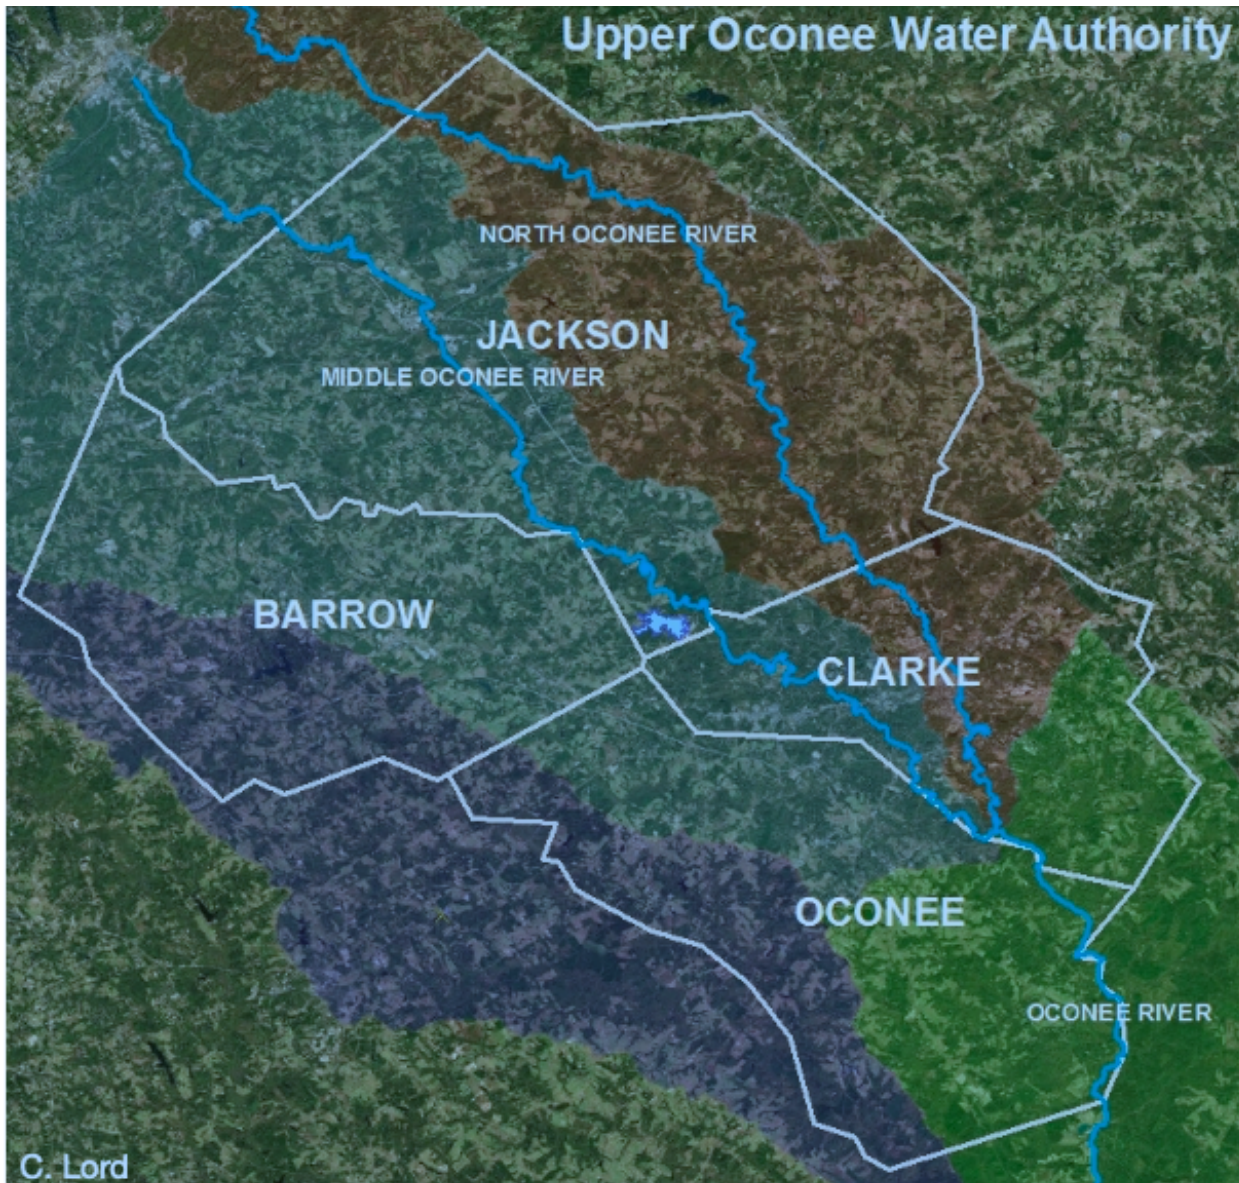 Upper Oconee Water Authority
NORTH OCONEE RIVER
JACKSON
MIDDLE OCONEE RIVER
BARROW
CLARKE
OCONEE
OCONEE RIVER
C. Lord